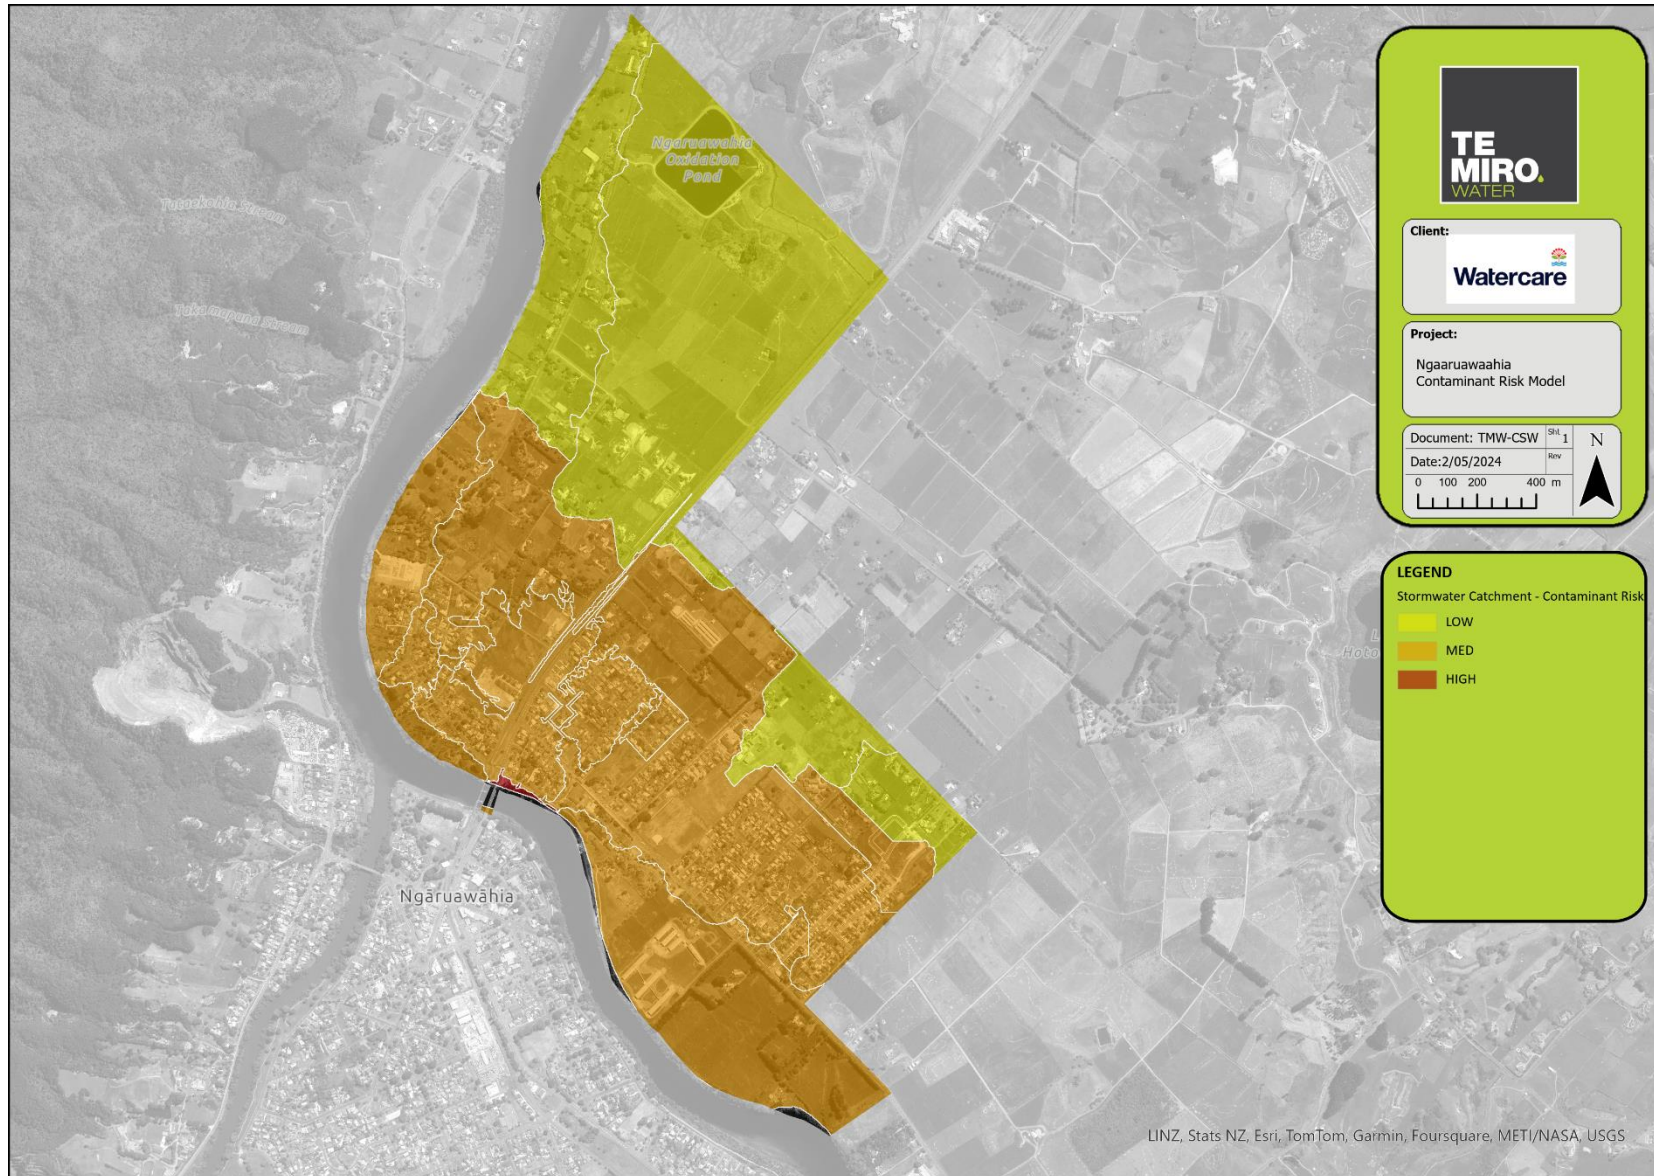 Ngaruawahia
Oxidation
Pond
Tataekohia Stream
Ngāruawāhia
TE
MIRO.
WATER
Client:
Watercare
Project:
Ngaaruawaahia
Contaminant Risk Model
Document: TMW-CSW
Sht 1
Date:2/05/2024
Rev
N
0 100 200 400 m
LEGEND
Stormwater Catchment - Contaminant Risk
LOW
MED
HIGH
LINZ, Stats NZ, Esri, TomTom, Garmin, Foursquare, METI/NASA, USGS